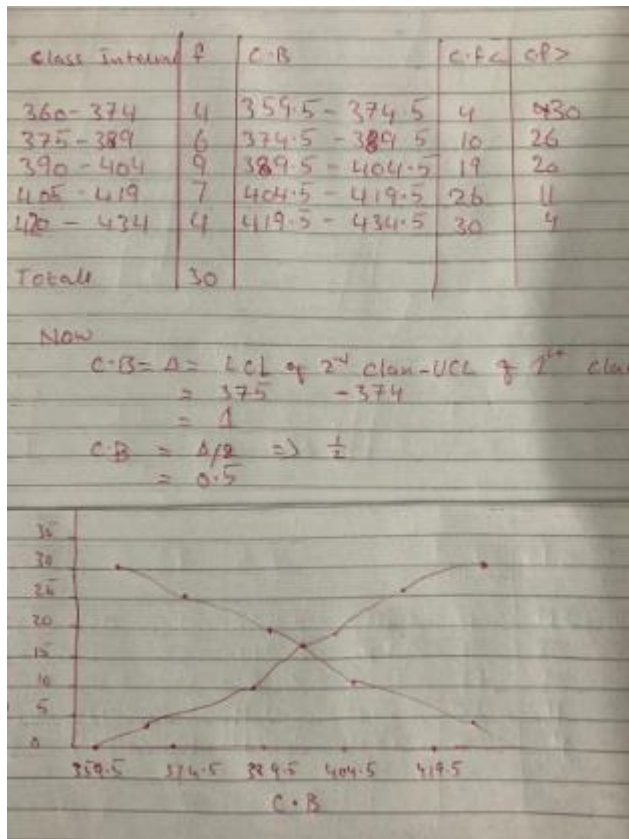 Class Interval f C·B C·f< cf>
360-374 4 359.5 - 374.5 4 30
375-389 6 374.5 - 389.5 10 26
390-404 9 389.5 - 404.5 19 20
405-419 7 404.5 - 419.5 26 11
420-434 4 419.5 - 434.5 30 4
Total 30
Now
C·B = Δ = LCL of 2nd class - UCL of 1st clas
= 375 - 374
= 1
C·B = Δ/2 => 1/2
= 0.5
35
30
25
20
15
10
5
0
359.5 374.5 389.5 404.5 419.5
C·B